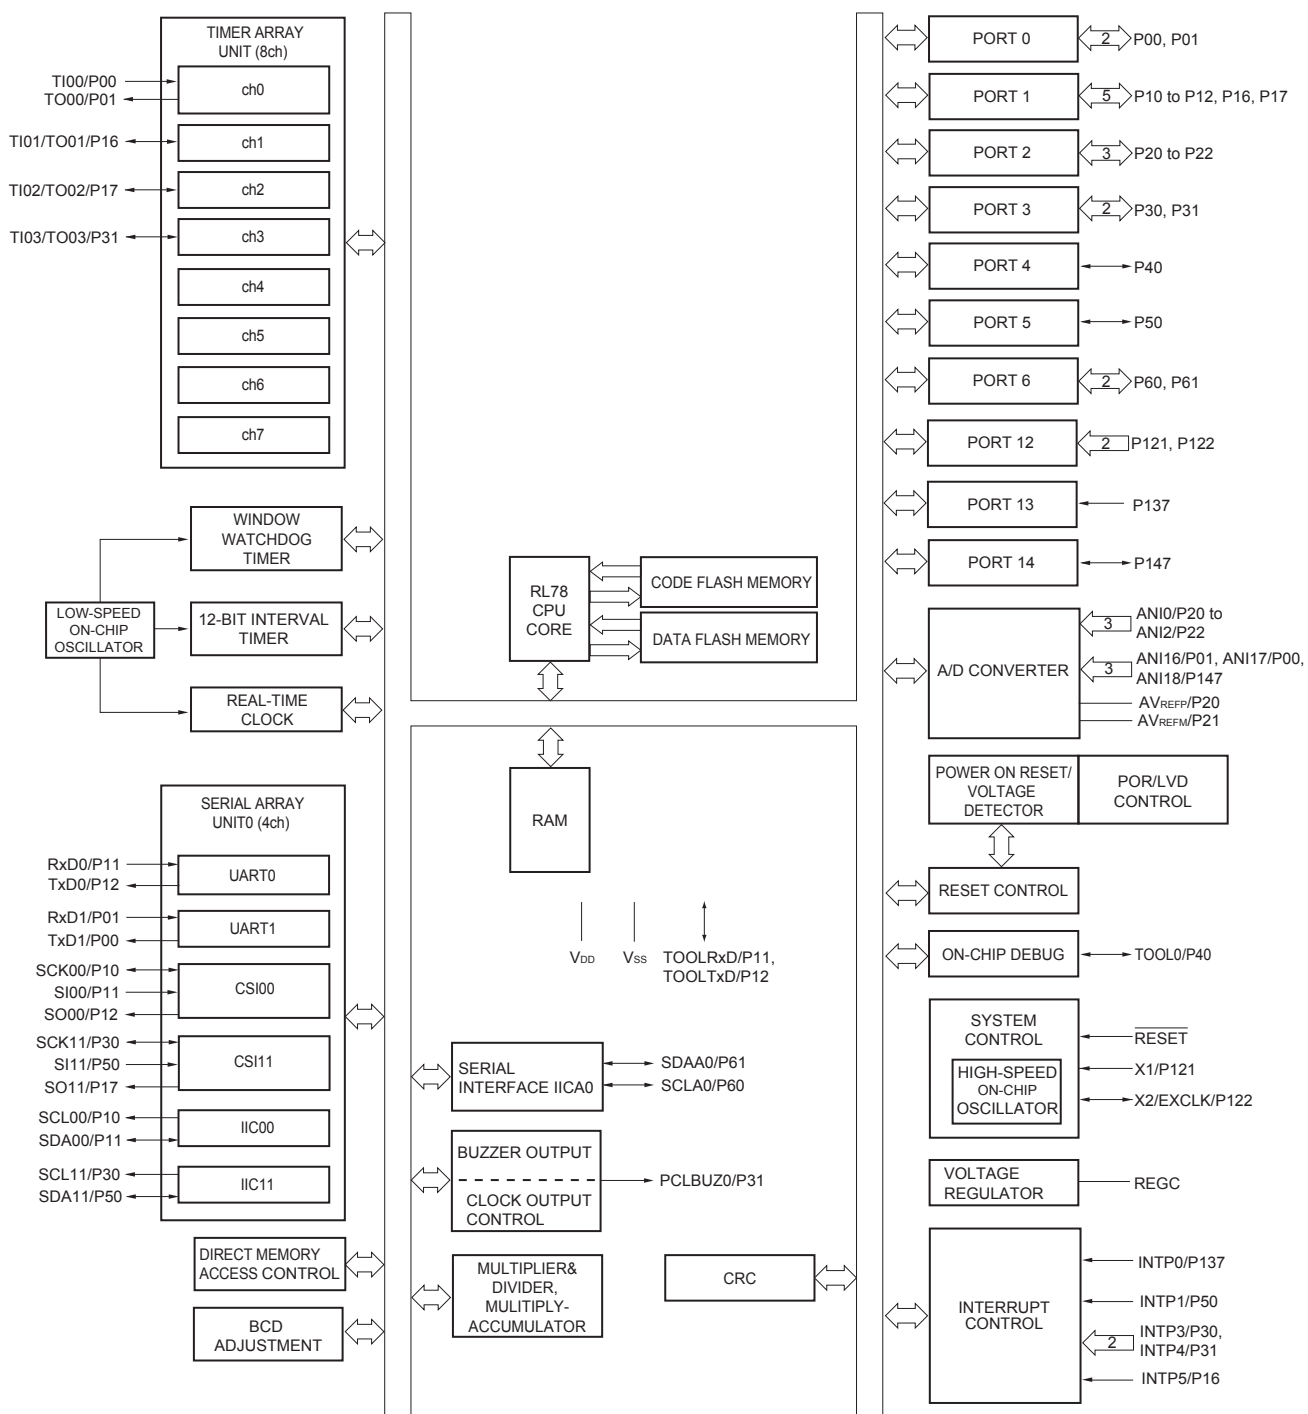 TIMER ARRAY
UNIT (8ch)
ch0
ch1
ch2
ch3
ch4
ch5
ch6
ch7
TI00/P00
TO00/P01
TI01/TO01/P16
TI02/TO02/P17
TI03/TO03/P31
WINDOW
WATCHDOG
TIMER
LOW-SPEED
ON-CHIP
OSCILLATOR
12-BIT INTERVAL
TIMER
REAL-TIME
CLOCK
SERIAL ARRAY
UNIT0 (4ch)
UART0
UART1
CSI00
CSI11
IIC00
IIC11
RxD0/P11
TxD0/P12
RxD1/P01
TxD1/P00
SCK00/P10
SI00/P11
SO00/P12
SCK11/P30
SI11/P50
SO11/P17
SCL00/P10
SDA00/P11
SCL11/P30
SDA11/P50
DIRECT MEMORY
ACCESS CONTROL
BCD
ADJUSTMENT
RL78
CPU
CORE
CODE FLASH MEMORY
DATA FLASH MEMORY
RAM
VDD
VSS
TOOLRxD/P11,
TOOLTxD/P12
SERIAL
INTERFACE IICA0
SDAA0/P61
SCLA0/P60
BUZZER OUTPUT
CLOCK OUTPUT
CONTROL
PCLBUZ0/P31
MULTIPLIER&
DIVIDER,
MULITIPLY-
ACCUMULATOR
CRC
PORT 0
2
P00, P01
PORT 1
5
P10 to P12, P16, P17
PORT 2
3
P20 to P22
PORT 3
2
P30, P31
PORT 4
P40
PORT 5
P50
PORT 6
2
P60, P61
PORT 12
2
P121, P122
PORT 13
P137
PORT 14
P147
A/D CONVERTER
3
ANI0/P20 to
ANI2/P22
3
ANI16/P01, ANI17/P00,
ANI18/P147
AVREFP/P20
AVREFM/P21
POWER ON RESET/
VOLTAGE
DETECTOR
POR/LVD
CONTROL
RESET CONTROL
ON-CHIP DEBUG
TOOL0/P40
SYSTEM
CONTROL
HIGH-SPEED
ON-CHIP
OSCILLATOR
RESET
X1/P121
X2/EXCLK/P122
VOLTAGE
REGULATOR
REGC
INTERRUPT
CONTROL
INTP0/P137
INTP1/P50
2
INTP3/P30,
INTP4/P31
INTP5/P16